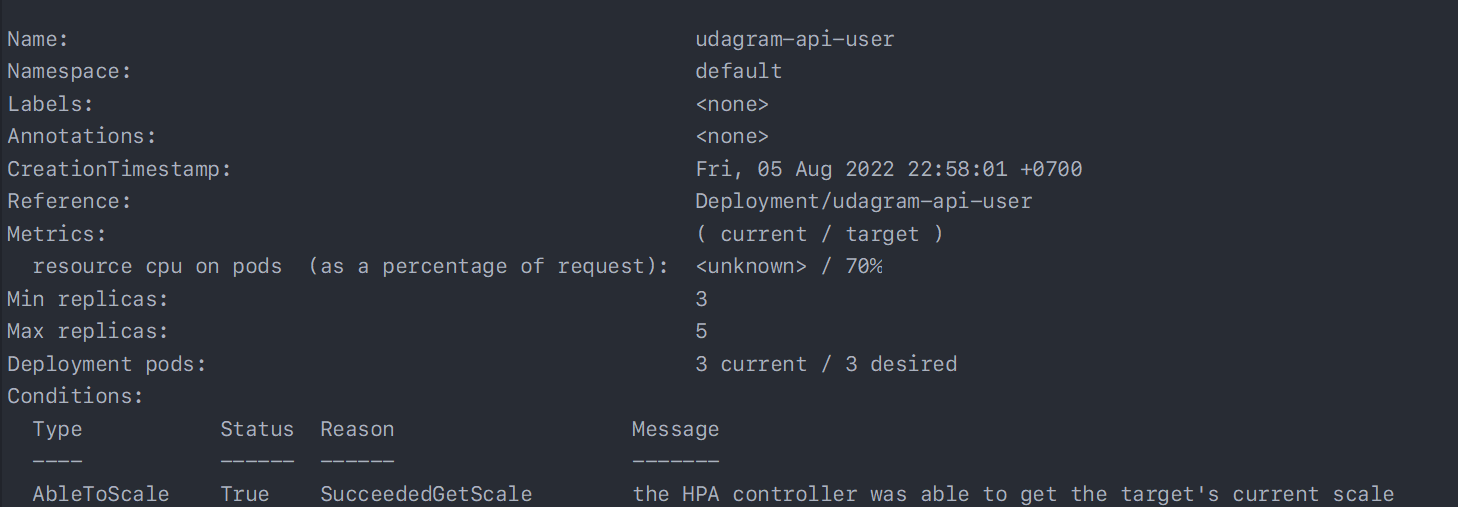 Name: udagram-api-user
Namespace: default
Labels: <none>
Annotations: <none>
CreationTimestamp: Fri, 05 Aug 2022 22:58:01 +0700
Reference: Deployment/udagram-api-user
Metrics: ( current / target )
resource cpu on pods (as a percentage of request): <unknown> / 70%
Min replicas: 3
Max replicas: 5
Deployment pods: 3 current / 3 desired
Conditions:
Type Status Reason Message
---- ------ ------ -------
AbleToScale True SucceededGetScale the HPA controller was able to get the target's current scale